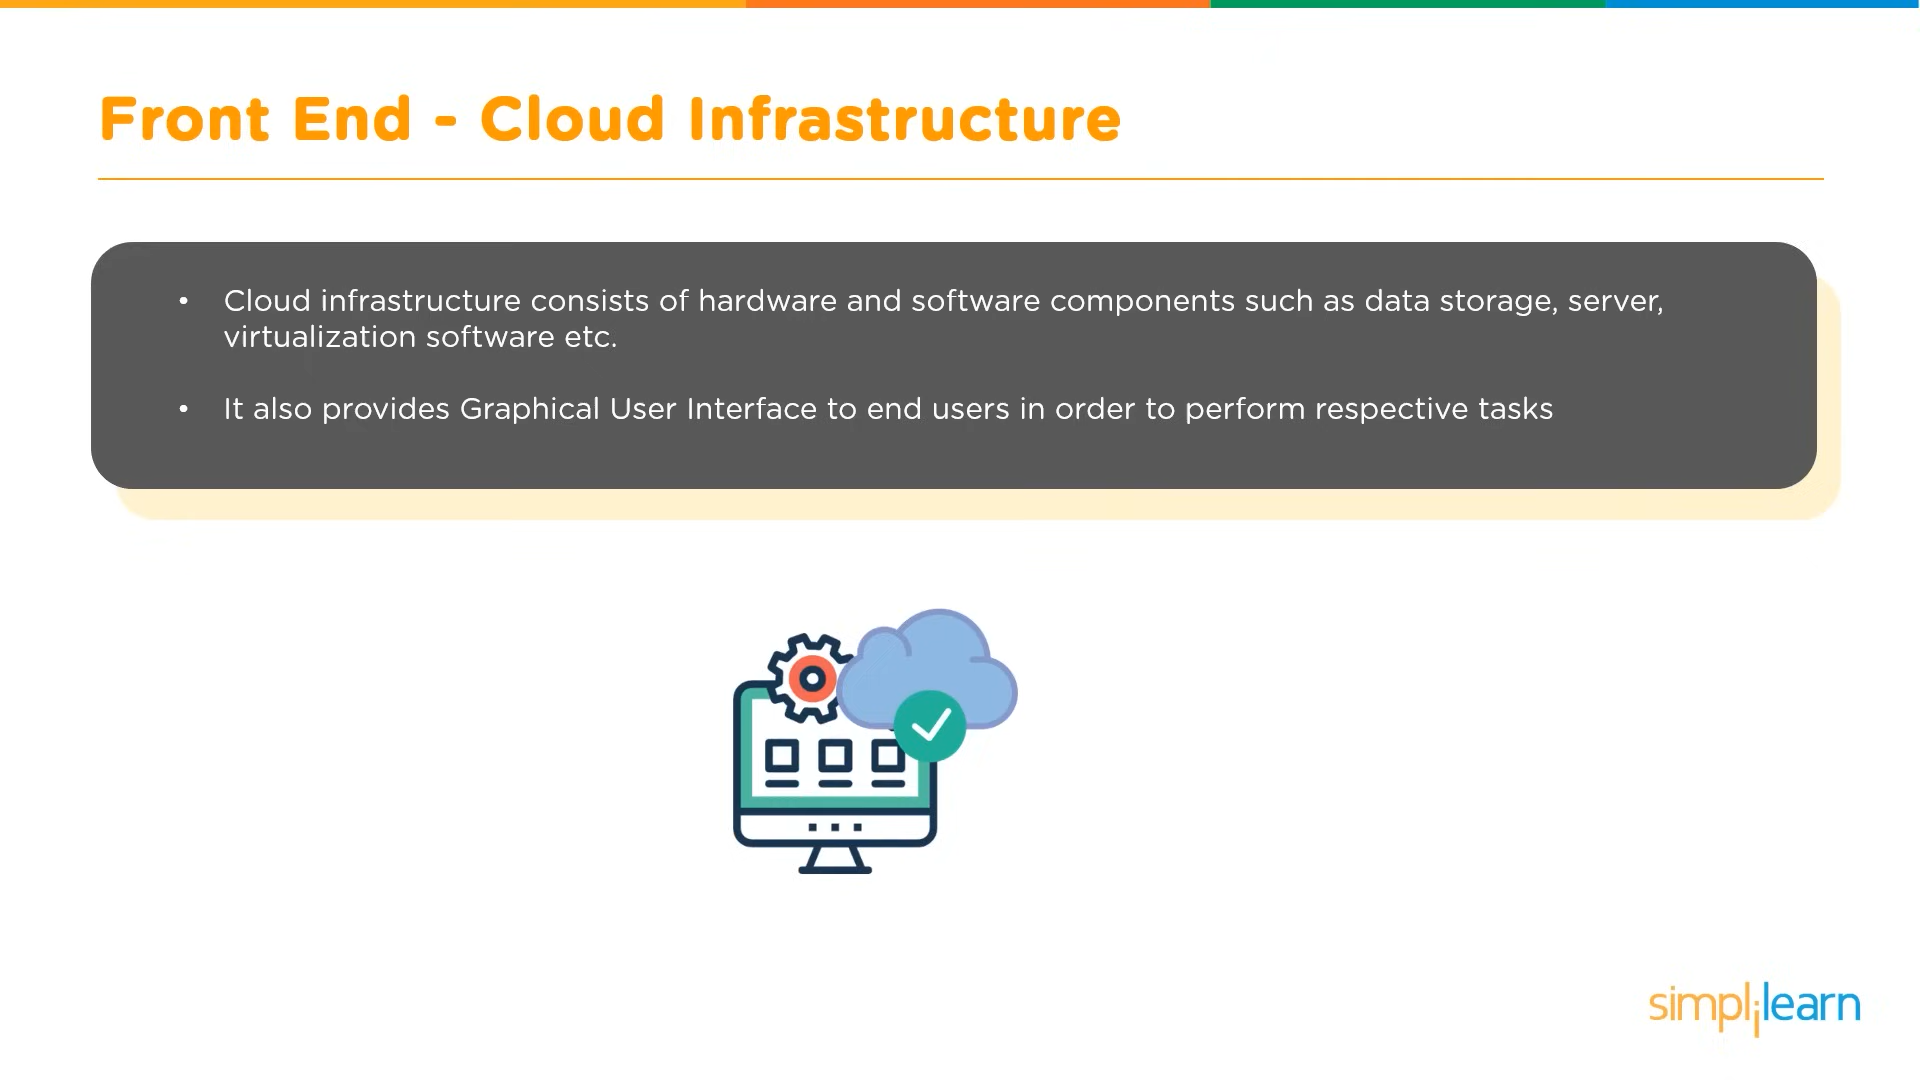 Front End - Cloud Infrastructure
• Cloud infrastructure consists of hardware and software components such as data storage, server,
virtualization software etc.
• It also provides Graphical User Interface to end users in order to perform respective tasks
simplilearn